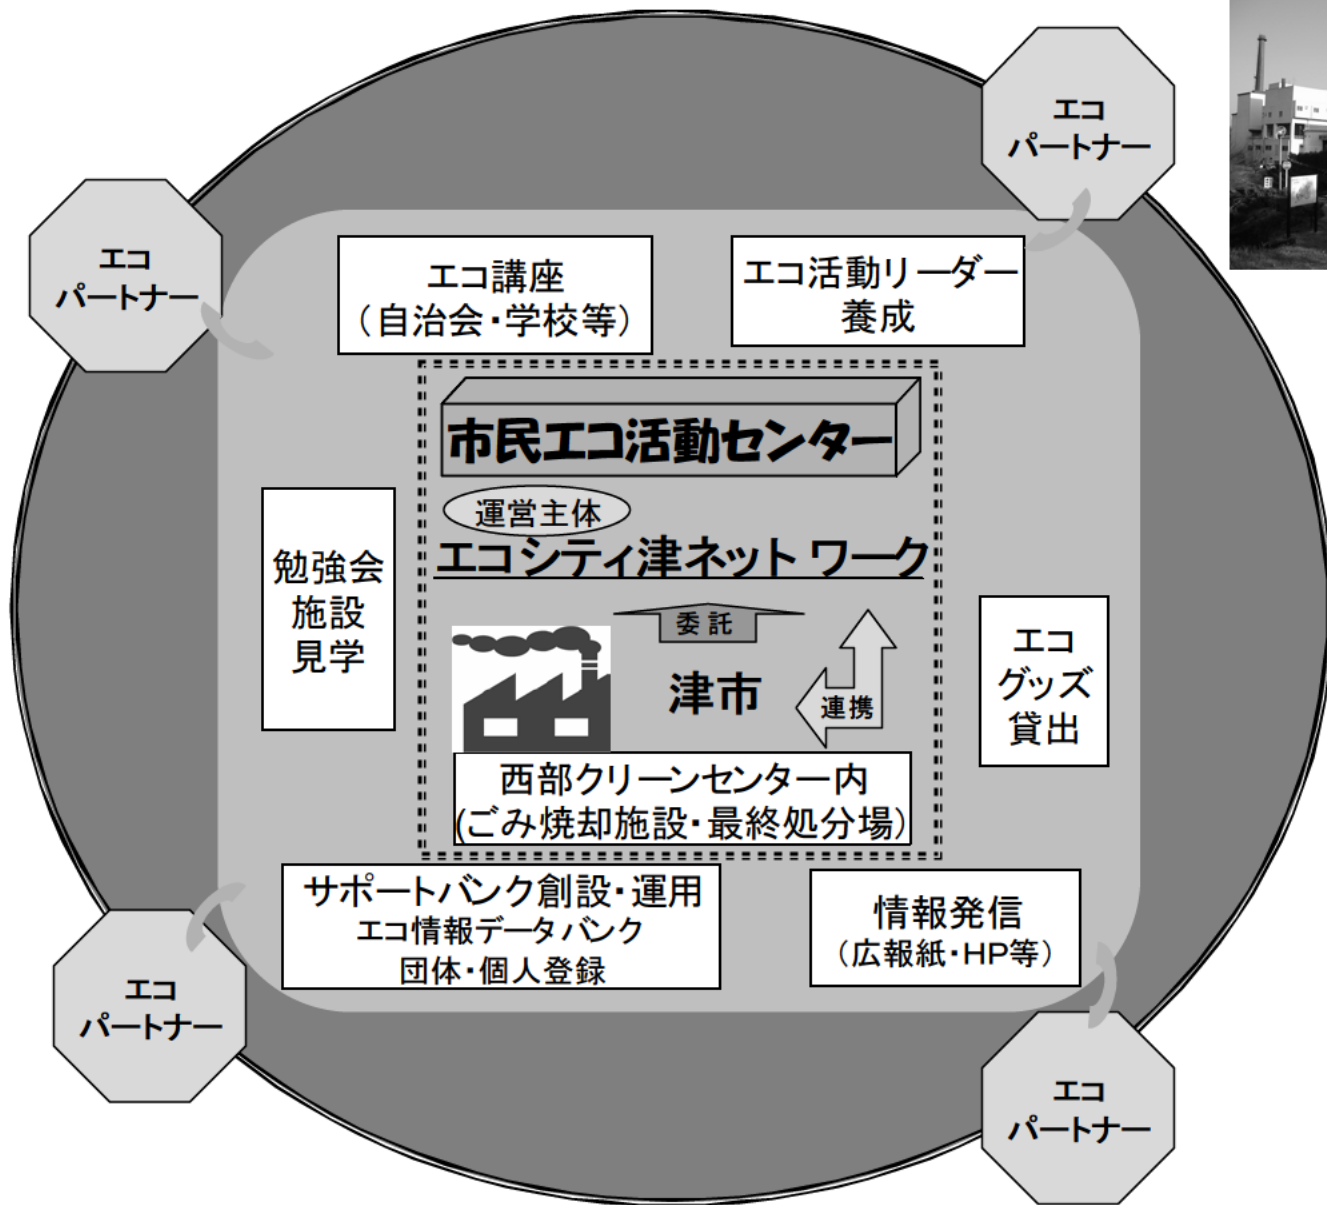 エコ
パートナー
エコ
パートナー
エコ講座
（自治会・学校等）
エコ活動リーダー
養成
市民エコ活動センター
運営主体
エコシティ津ネットワーク
勉強会
施設
見学
委託
津市
連携
エコ
グッズ
貸出
西部クリーンセンター内
(ごみ焼却施設・最終処分場)
サポートバンク創設・運用
エコ情報データバンク
団体・個人登録
情報発信
（広報紙・HP等）
エコ
パートナー
エコ
パートナー